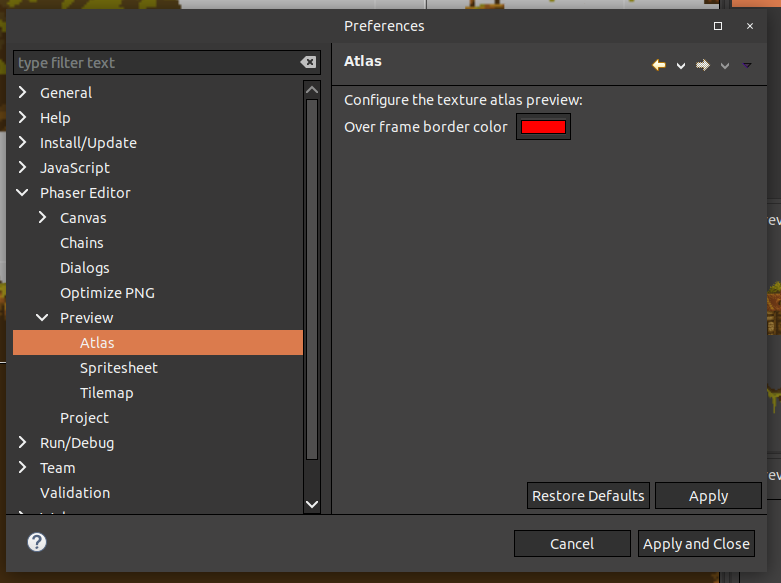 Preferences
type filter text
Atlas
General
Help
Install/Update
JavaScript
Phaser Editor
Canvas
Chains
Dialogs
Optimize PNG
Preview
Atlas
Spritesheet
Tilemap
Project
Run/Debug
Team
Validation
Configure the texture atlas preview:
Over frame border color
Restore Defaults
Apply
Cancel
Apply and Close